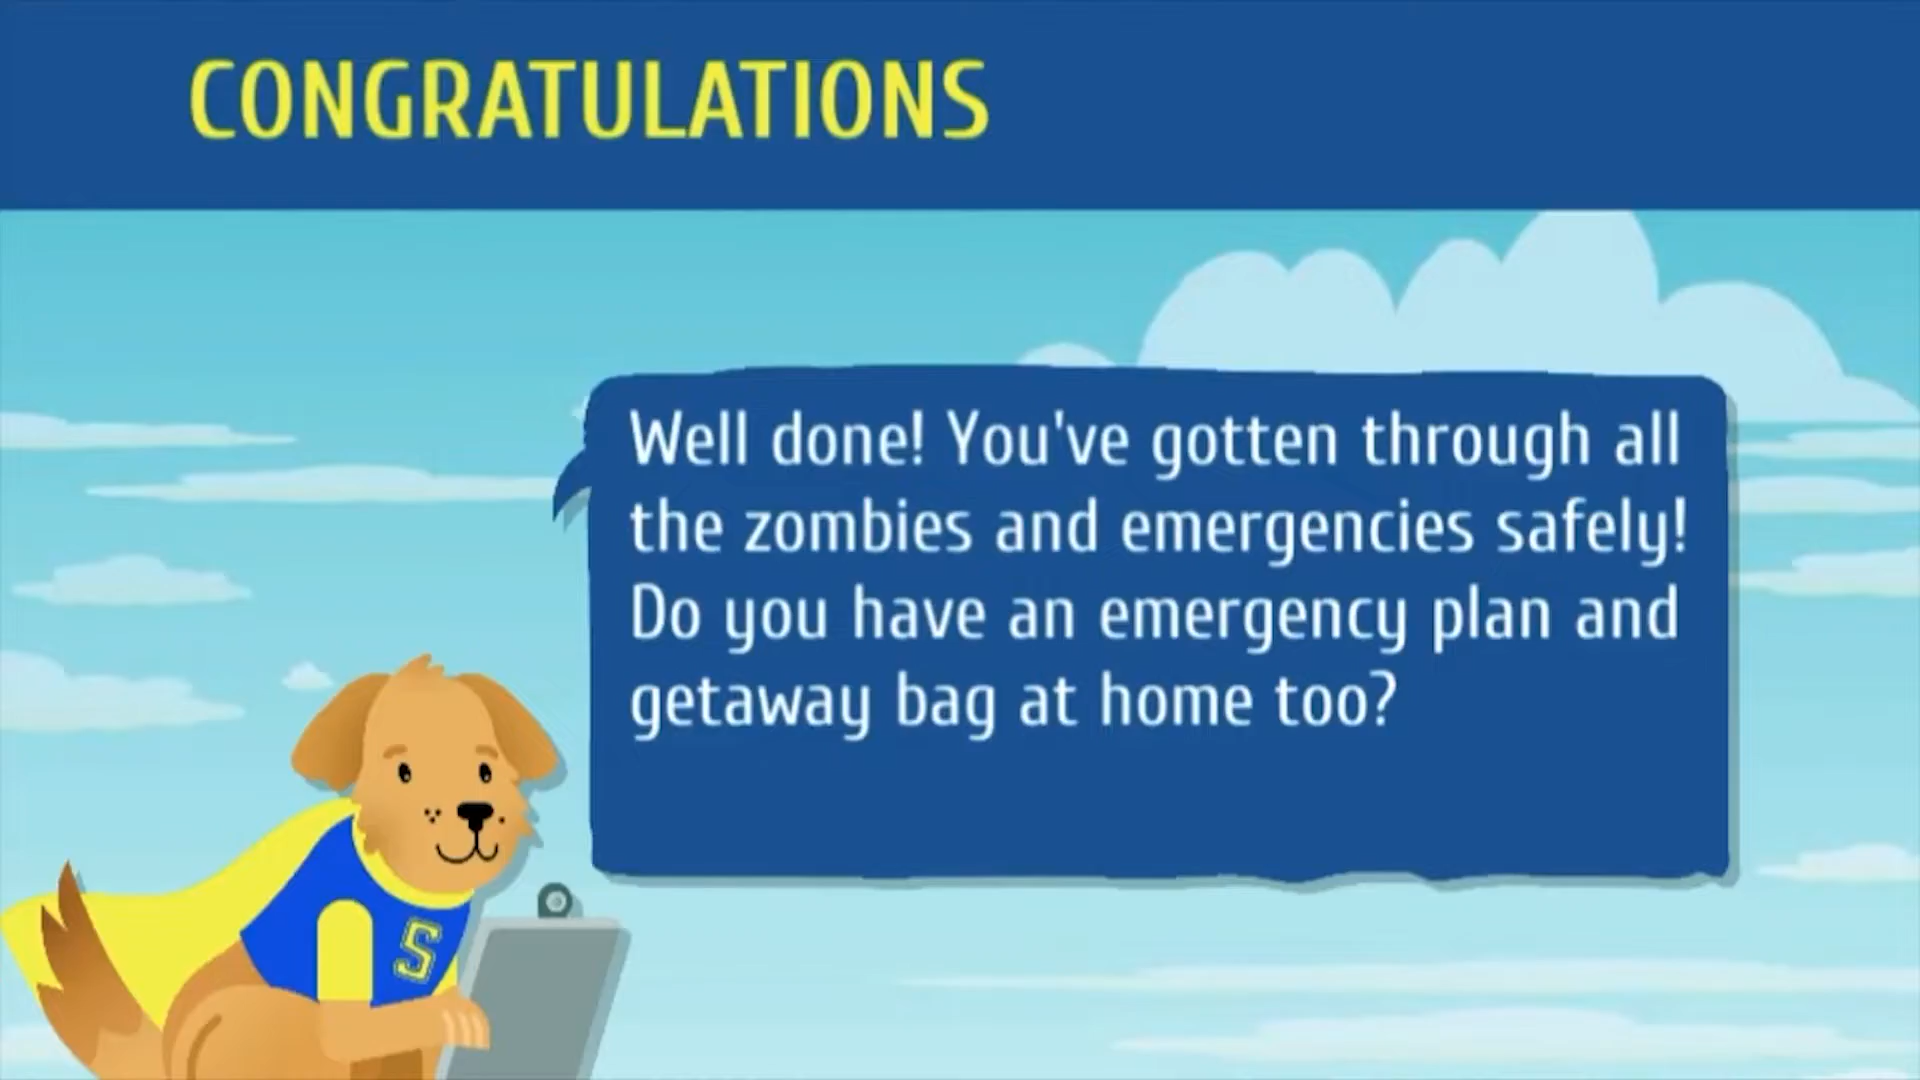 CONGRATULATIONS
Well done! You've gotten through all
the zombies and emergencies safely!
Do you have an emergency plan and
getaway bag at home too?
S